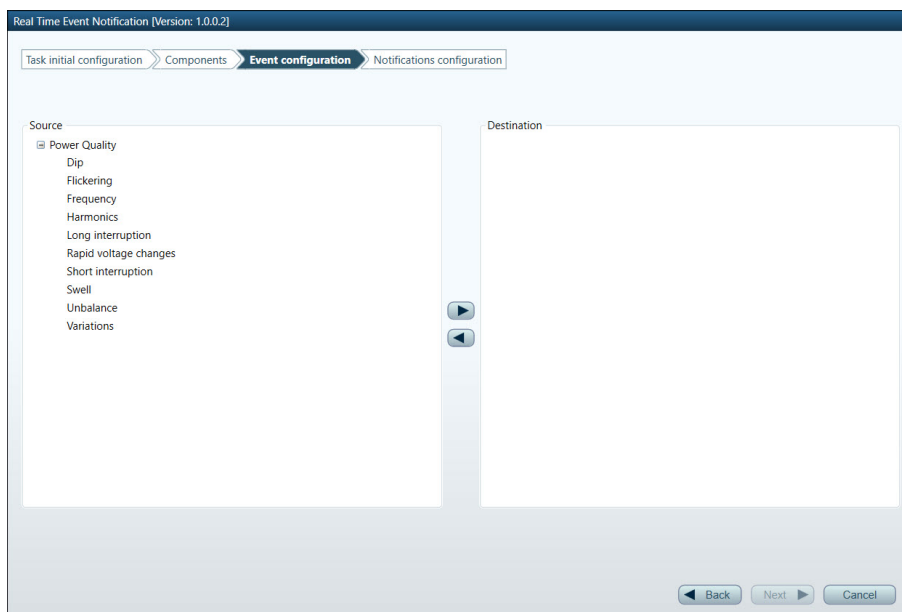 Real Time Event Notification [Version: 1.0.0.2]
Task initial configuration Components Event configuration Notifications configuration
Source
Power Quality
Dip
Flickering
Frequency
Harmonics
Long interruption
Rapid voltage changes
Short interruption
Swell
Unbalance
Variations
Destination
Back Next Cancel